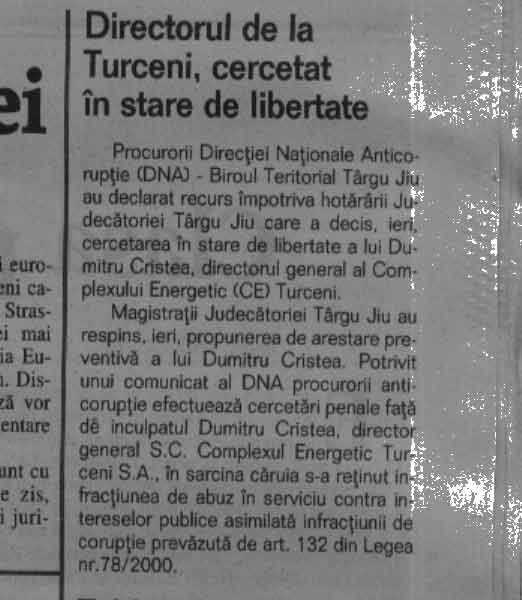 Directorul de la
Turceni, cercetat
în stare de libertate
Procurorii Direcţiei Naţionale Antico-
rupţie (DNA) - Biroul Teritorial Târgu Jiu
au declarat recurs împotriva hotărârii Ju-
decătoriei Târgu Jiu care a decis, ieri,
cercetarea în stare de libertate a lui Du-
mitru Cristea, directorul general al Com-
plexului Energetic (CE) Turceni.
Magistraţii Judecătoriei Târgu Jiu au
respins, ieri, propunerea de arestare pre-
ventivă a lui Dumitru Cristea. Potrivit
unui comunicat al DNA procurorii anti-
corupţie efectuează cercetări penale faţă
de inculpatul Dumitru Cristea, director
general S.C. Complexul Energetic Tur-
ceni S.A., în sarcina căruia s-a reţinut in-
fracţiunea de abuz în serviciu contra in-
tereselor publice asimilată infracţiunii de
corupţie prevăzută de art. 132 din Legea
nr.78/2000.
ei
i euro-
eni ca-
Stras-
ei mai
ia Eu-
. Dis-
ză vor
entare
unt cu
e zis,
i juri-